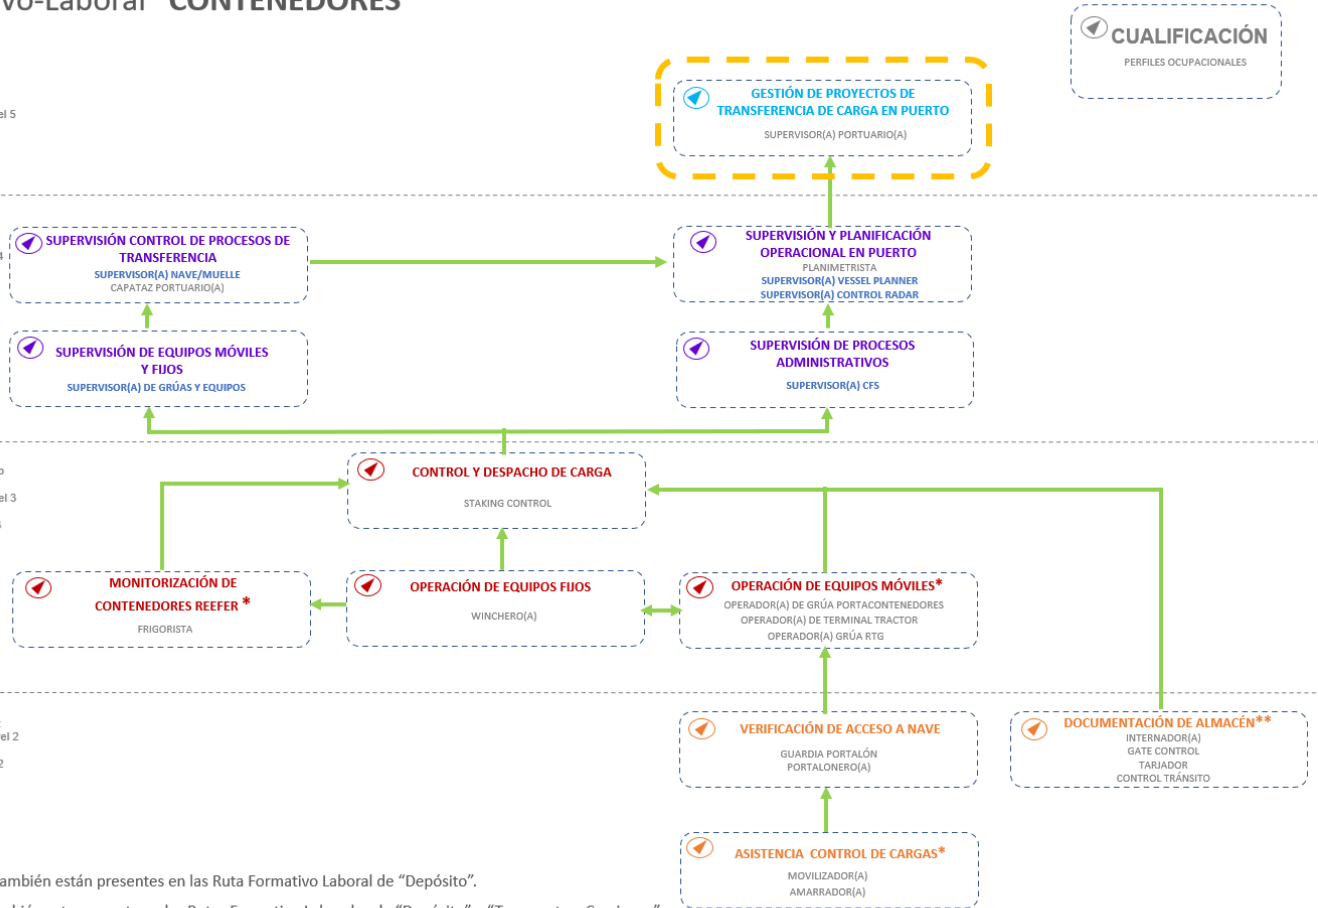 vo-Laboral "CONTENEDORES"
CUALIFICACIÓN
PERFILES OCUPACIONALES
GESTIÓN DE PROYECTOS DE
TRANSFERENCIA DE CARGA EN PUERTO
SUPERVISOR(A) PORTUARIO(A)
el 5
SUPERVISIÓN CONTROL DE PROCESOS DE
TRANSFERENCIA
SUPERVISOR(A) NAVE/MUELLE
CAPATAZ PORTUARIO(A)
SUPERVISIÓN Y PLANIFICACIÓN
OPERACIONAL EN PUERTO
PLANIMETRISTA
SUPERVISOR(A) VESSEL PLANNER
SUPERVISOR(A) CONTROL RADAR
4
SUPERVISIÓN DE EQUIPOS MÓVILES
Y FIJOS
SUPERVISOR(A) DE GRÚAS Y EQUIPOS
SUPERVISIÓN DE PROCESOS
ADMINISTRATIVOS
SUPERVISOR(A) CFS
CONTROL Y DESPACHO DE CARGA
STAKING CONTROL
el 3
MONITORIZACIÓN DE
CONTENEDORES REEFER *
FRIGORISTA
OPERACIÓN DE EQUIPOS FIJOS
WINCHERO(A)
OPERACIÓN DE EQUIPOS MÓVILES*
OPERADOR(A) DE GRÚA PORTACONTENEDORES
OPERADOR(A) DE TERMINAL TRACTOR
OPERADOR(A) GRÚA RTG
VERIFICACIÓN DE ACCESO A NAVE
GUARDIA PORTALÓN
PORTALONERO(A)
DOCUMENTACIÓN DE ALMACÉN**
INTERNADOR(A)
GATE CONTROL
TARJADOR
CONTROL TRÁNSITO
el 2
2
ASISTENCIA CONTROL DE CARGAS*
MOVILIZADOR(A)
AMARRADOR(A)
ambién están presentes en las Ruta Formativo Laboral de "Depósito".